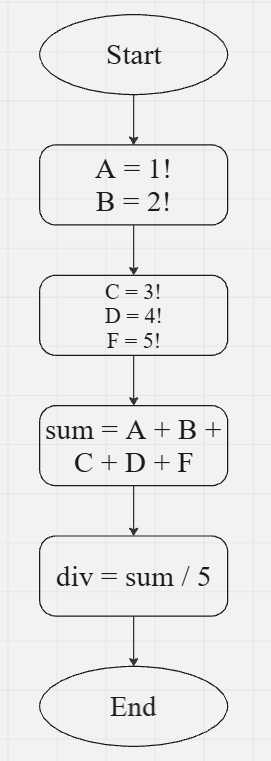 Start
A = 1!
B = 2!
C = 3!
D = 4!
F = 5!
sum = A + B +
C + D + F
div = sum / 5
End